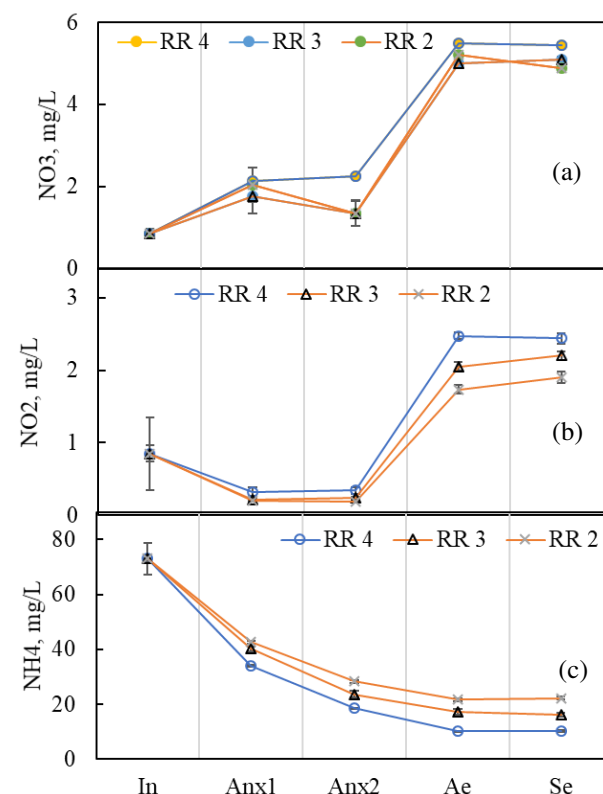 6
RR 4 RR 3 RR 2
4
NO3, mg/L
(a)
2
0
3
RR 4 RR 3 RR 2
2
NO2, mg/L
(b)
1
0
80
RR 4 RR 3 RR 2
60
NH4, mg/L
40
(c)
20
0
In Anx1 Anx2 Ae Se